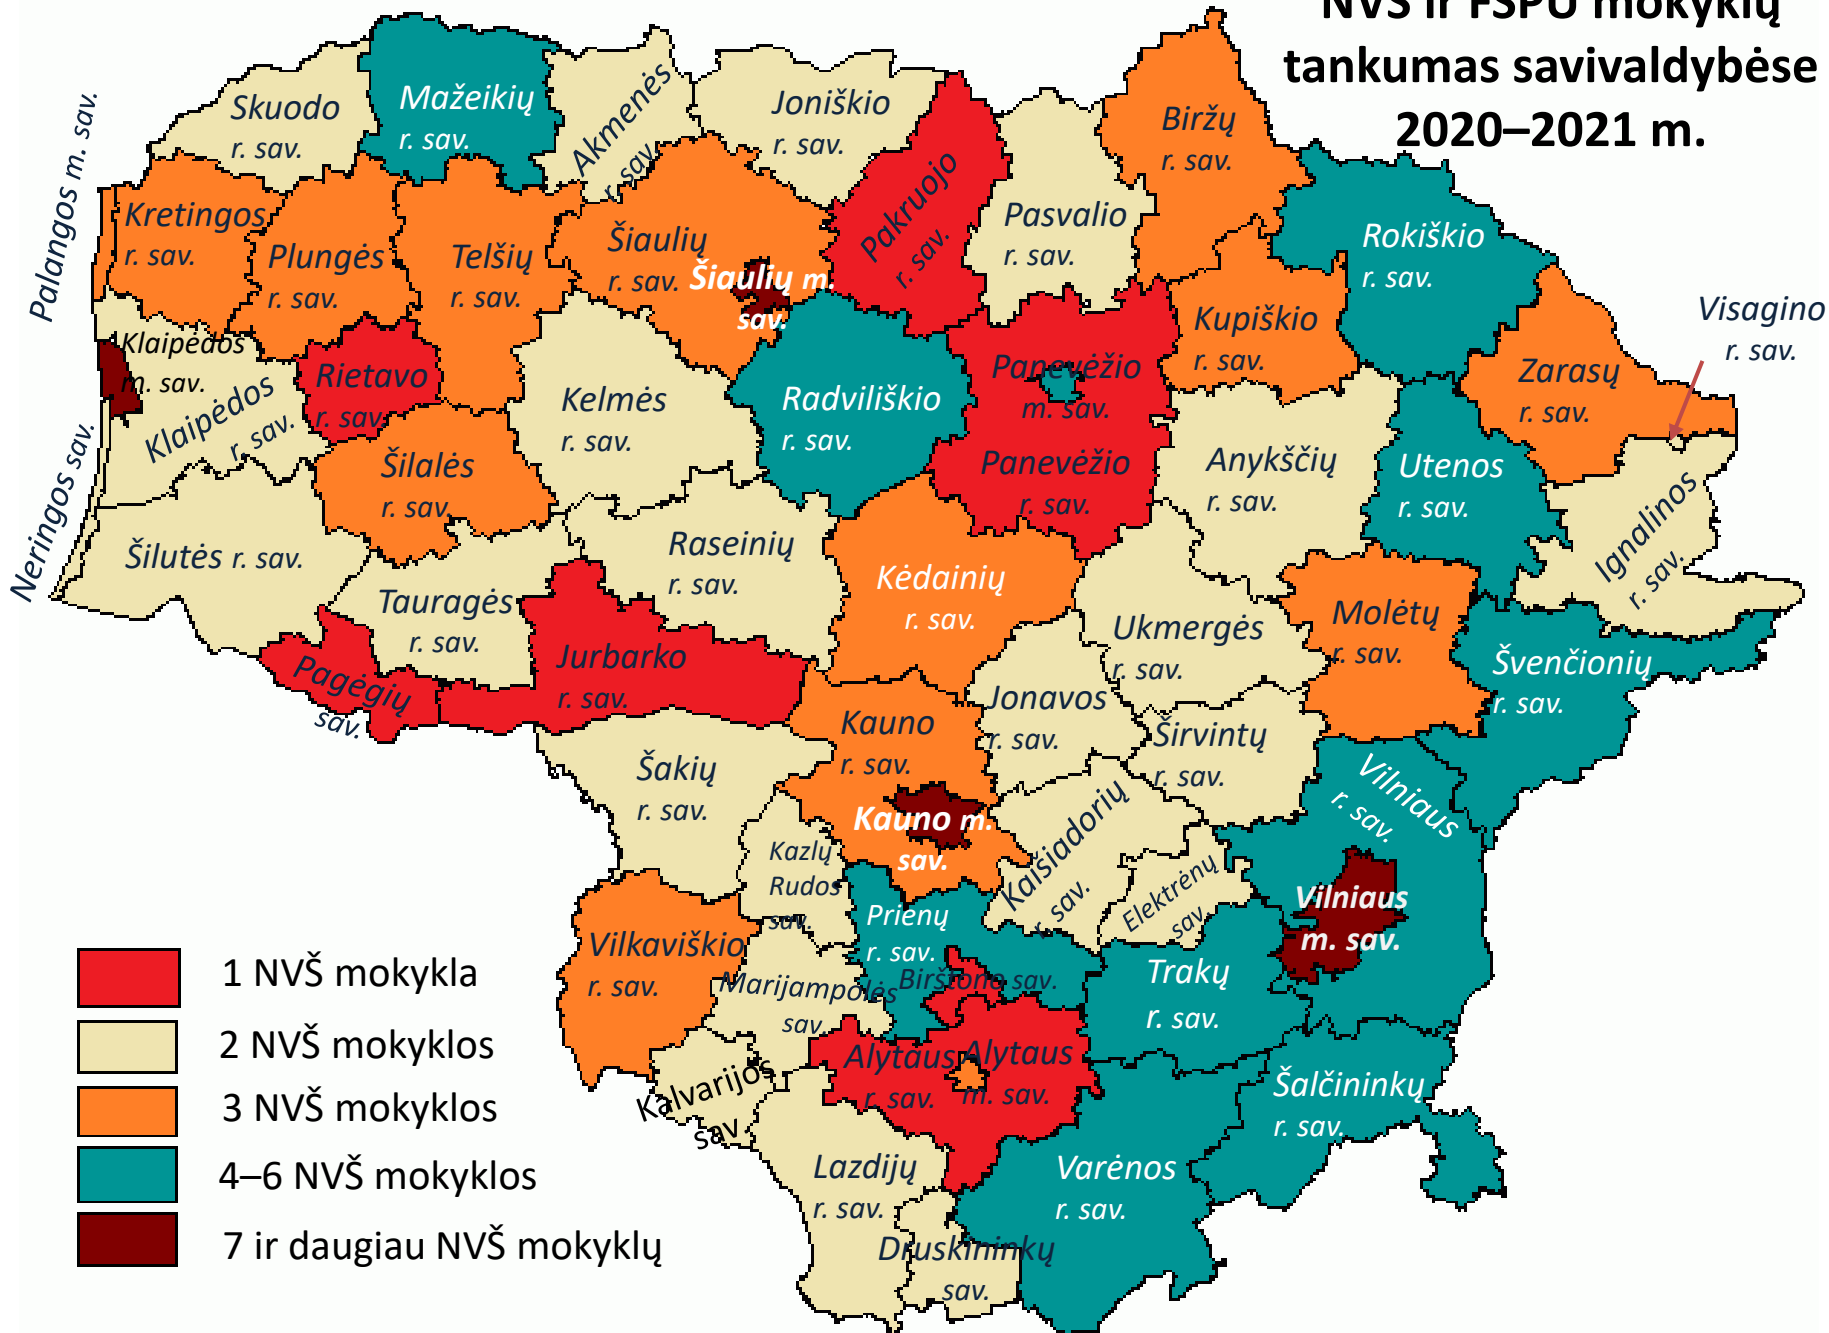 NVŠ ir FSPU mokyklų
tankumas savivaldybėse
2020–2021 m.
Palangos m. sav.
Skuodo
r. sav.
Mažeikių
r. sav.
Akmenės
r. sav.
Joniškio
r. sav.
Pakruojo
r. sav.
Pasvalio
r. sav.
Biržų
r. sav.
Rokiškio
r. sav.
Kretingos
r. sav.
Plungės
r. sav.
Telšių
r. sav.
Šiaulių
r. sav.
Šiaulių m.
sav.
Kupiškio
r. sav.
Visagino
r. sav.
Zarasų
r. sav.
Klaipėdos
m. sav.
Klaipėdos
r. sav.
Rietavo
r. sav.
Kelmės
r. sav.
Radviliškio
r. sav.
Panevėžio
m. sav.
Panevėžio
r. sav.
Anykščių
r. sav.
Utenos
r. sav.
Ignalinos
r. sav.
Neringos sav.
Šilalės
r. sav.
Šilutės r. sav.
Tauragės
r. sav.
Raseinių
r. sav.
Kėdainių
r. sav.
Ukmergės
r. sav.
Molėtų
r. sav.
Švenčionių
r. sav.
Pagėgių
sav.
Jurbarko
r. sav.
Jonavos
r. sav.
Širvintų
r. sav.
Kauno
r. sav.
Kauno m.
sav.
Šakių
r. sav.
Kazlų
Rudos
sav.
Kaišiadorių
r. sav.
Elektrėnų
sav.
Vilniaus
r. sav.
Vilniaus
m. sav.
Vilkaviškio
r. sav.
Marijampolės
sav.
Prienų
r. sav.
Birštono sav.
Trakų
r. sav.
Kalvarijos
sav.
Alytaus
r. sav.
Alytaus
m. sav.
Šalčininkų
r. sav.
Lazdijų
r. sav.
Varėnos
r. sav.
Druskininkų
sav.
1 NVŠ mokykla
2 NVŠ mokyklos
3 NVŠ mokyklos
4–6 NVŠ mokyklos
7 ir daugiau NVŠ mokyklų